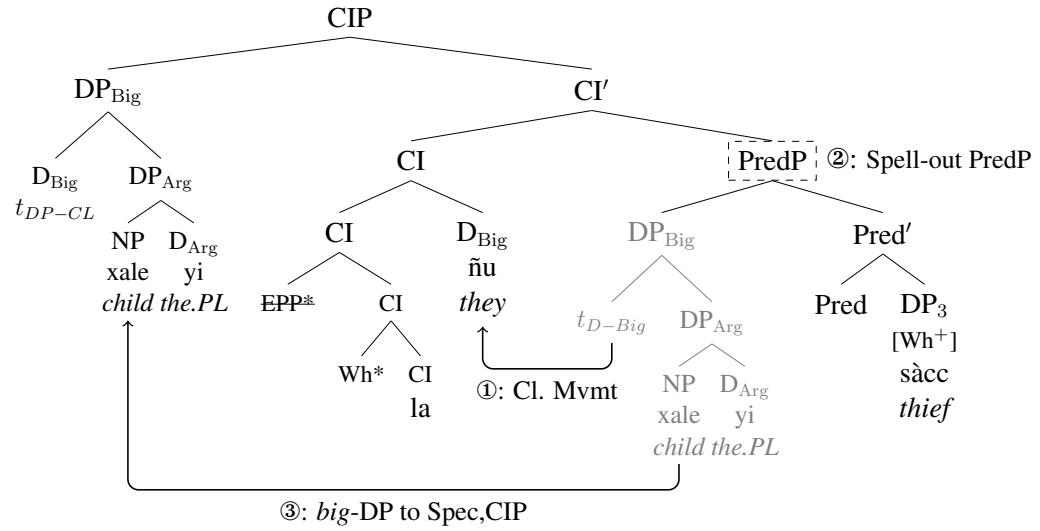 CIP
DP_Big CI′
CI PredP ②: Spell-out PredP
D_Big DP_Arg
t_DP−CL
CI D_Big DP_Big Pred′
NP D_Arg ñu
xale yi they
child the.PL EPP* CI t_D−Big DP_Arg Pred DP_3
[Wh⁺]
Wh* CI ①: Cl. Mvmt NP D_Arg sàcc
la xale yi thief
child the.PL
③: big-DP to Spec,CIP